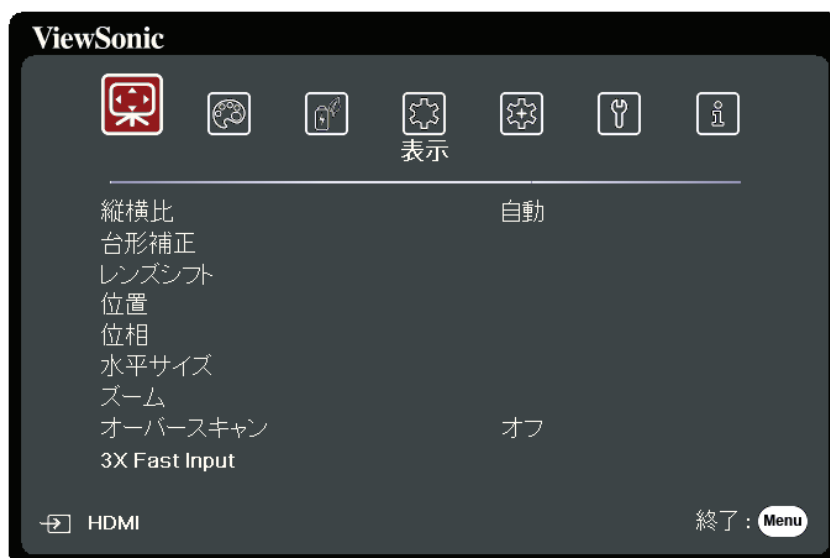 ViewSonic
表示
縦横比 自動
台形補正
レンズシフト
位置
位相
水平サイズ
ズーム
オーバースキャン オフ
3X Fast Input
HDMI 終了 : Menu